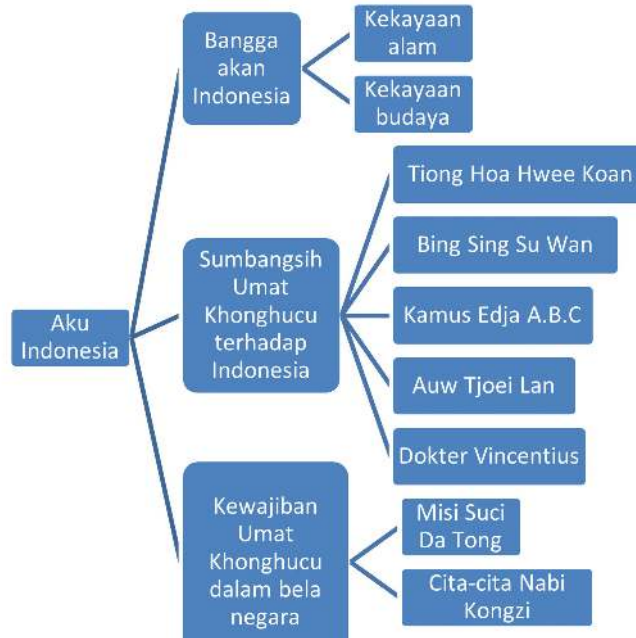 Aku
Indonesia
Bangga
akan
Indonesia
Kekayaan
alam
Kekayaan
budaya
Sumbangsih
Umat
Khonghucu
terhadap
Indonesia
Tiong Hoa Hwee Koan
Bing Sing Su Wan
Kamus Edja A.B.C
Auw Tjoei Lan
Dokter Vincentius
Kewajiban
Umat
Khonghucu
dalam bela
negara
Misi Suci
Da Tong
Cita-cita Nabi
Kongzi